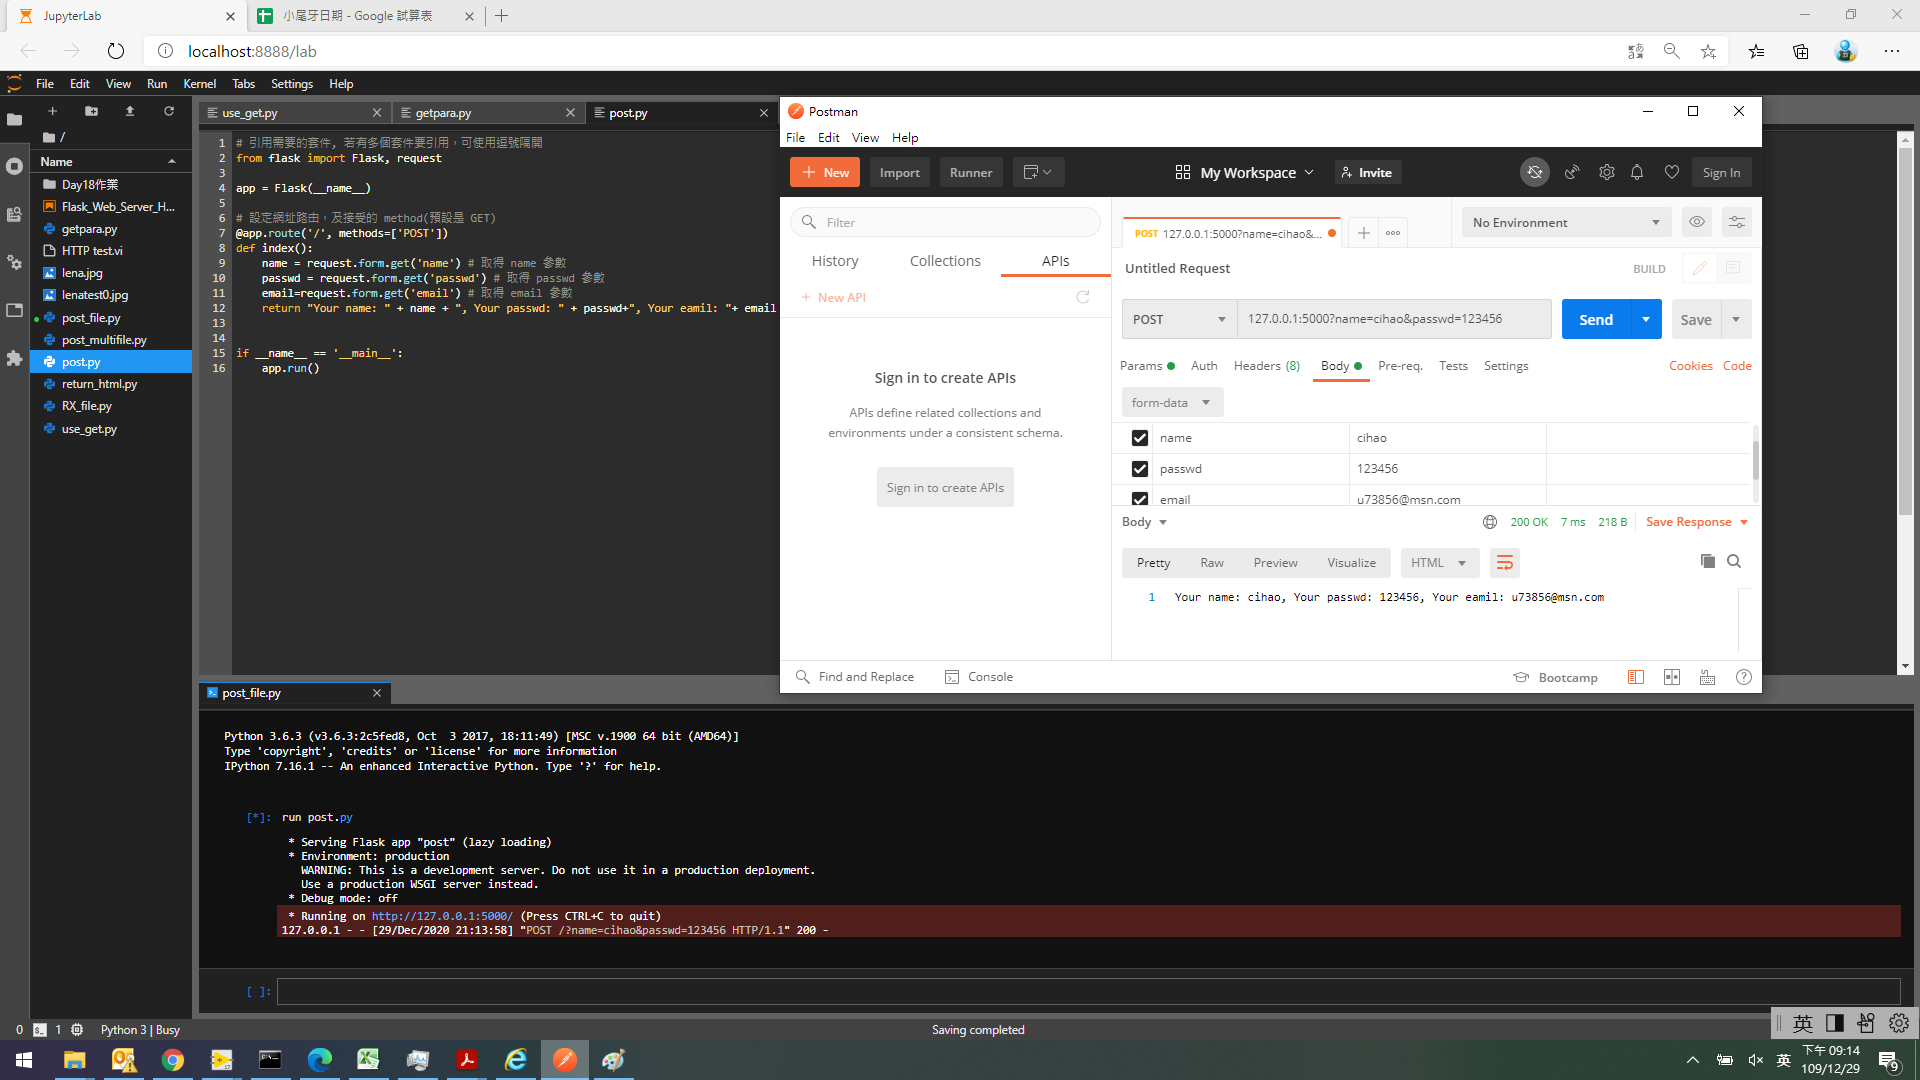 JupyterLab
小尾牙日期 - Google 試算表
localhost:8888/lab
File Edit View Run Kernel Tabs Settings Help
/
Name
Day18作業
Flask_Web_Server_H...
getpara.py
HTTP test.vi
lena.jpg
lenatest0.jpg
post_file.py
post_multifile.py
post.py
return_html.py
RX_file.py
use_get.py
use_get.py
getpara.py
post.py
1 # 引用需要的套件, 若有多個套件要引用，可使用逗號隔開
2 from flask import Flask, request
3
4 app = Flask(__name__)
5
6 # 設定網址路由，及接受的 method(預設是 GET)
7 @app.route('/', methods=['POST'])
8 def index():
9 name = request.form.get('name') # 取得 name 參數
10 passwd = request.form.get('passwd') # 取得 passwd 參數
11 email=request.form.get('email') # 取得 email 參數
12 return "Your name: " + name + ", Your passwd: " + passwd+", Your eamil: "+ email
13
14
15 if __name__ == '__main__':
16 app.run()
Postman
File Edit View Help
New
Import
Runner
My Workspace
Invite
Sign In
Filter
History
Collections
APIs
+ New API
Sign in to create APIs
APIs define related collections and
environments under a consistent schema.
Sign in to create APIs
POST 127.0.0.1:5000?name=cihao&...
No Environment
Untitled Request
BUILD
POST
127.0.0.1:5000?name=cihao&passwd=123456
Send
Save
Params Auth Headers (8) Body Pre-req. Tests Settings
Cookies Code
form-data
name cihao
passwd 123456
email u73856@msn.com
Body
200 OK 7 ms 218 B Save Response
Pretty Raw Preview Visualize HTML
1 Your name: cihao, Your passwd: 123456, Your eamil: u73856@msn.com
Find and Replace
Console
Bootcamp
post_file.py
Python 3.6.3 (v3.6.3:2c5fed8, Oct  3 2017, 18:11:49) [MSC v.1900 64 bit (AMD64)]
Type 'copyright', 'credits' or 'license' for more information
IPython 7.16.1 -- An enhanced Interactive Python. Type '?' for help.
[*]: run post.py
* Serving Flask app "post" (lazy loading)
* Environment: production
WARNING: This is a development server. Do not use it in a production deployment.
Use a production WSGI server instead.
* Debug mode: off
* Running on http://127.0.0.1:5000/ (Press CTRL+C to quit)
127.0.0.1 - - [29/Dec/2020 21:13:58] "POST /?name=cihao&passwd=123456 HTTP/1.1" 200 -
[ ]:
0 1 Python 3 | Busy
Saving completed
英
英
下午 09:14
109/12/29
9